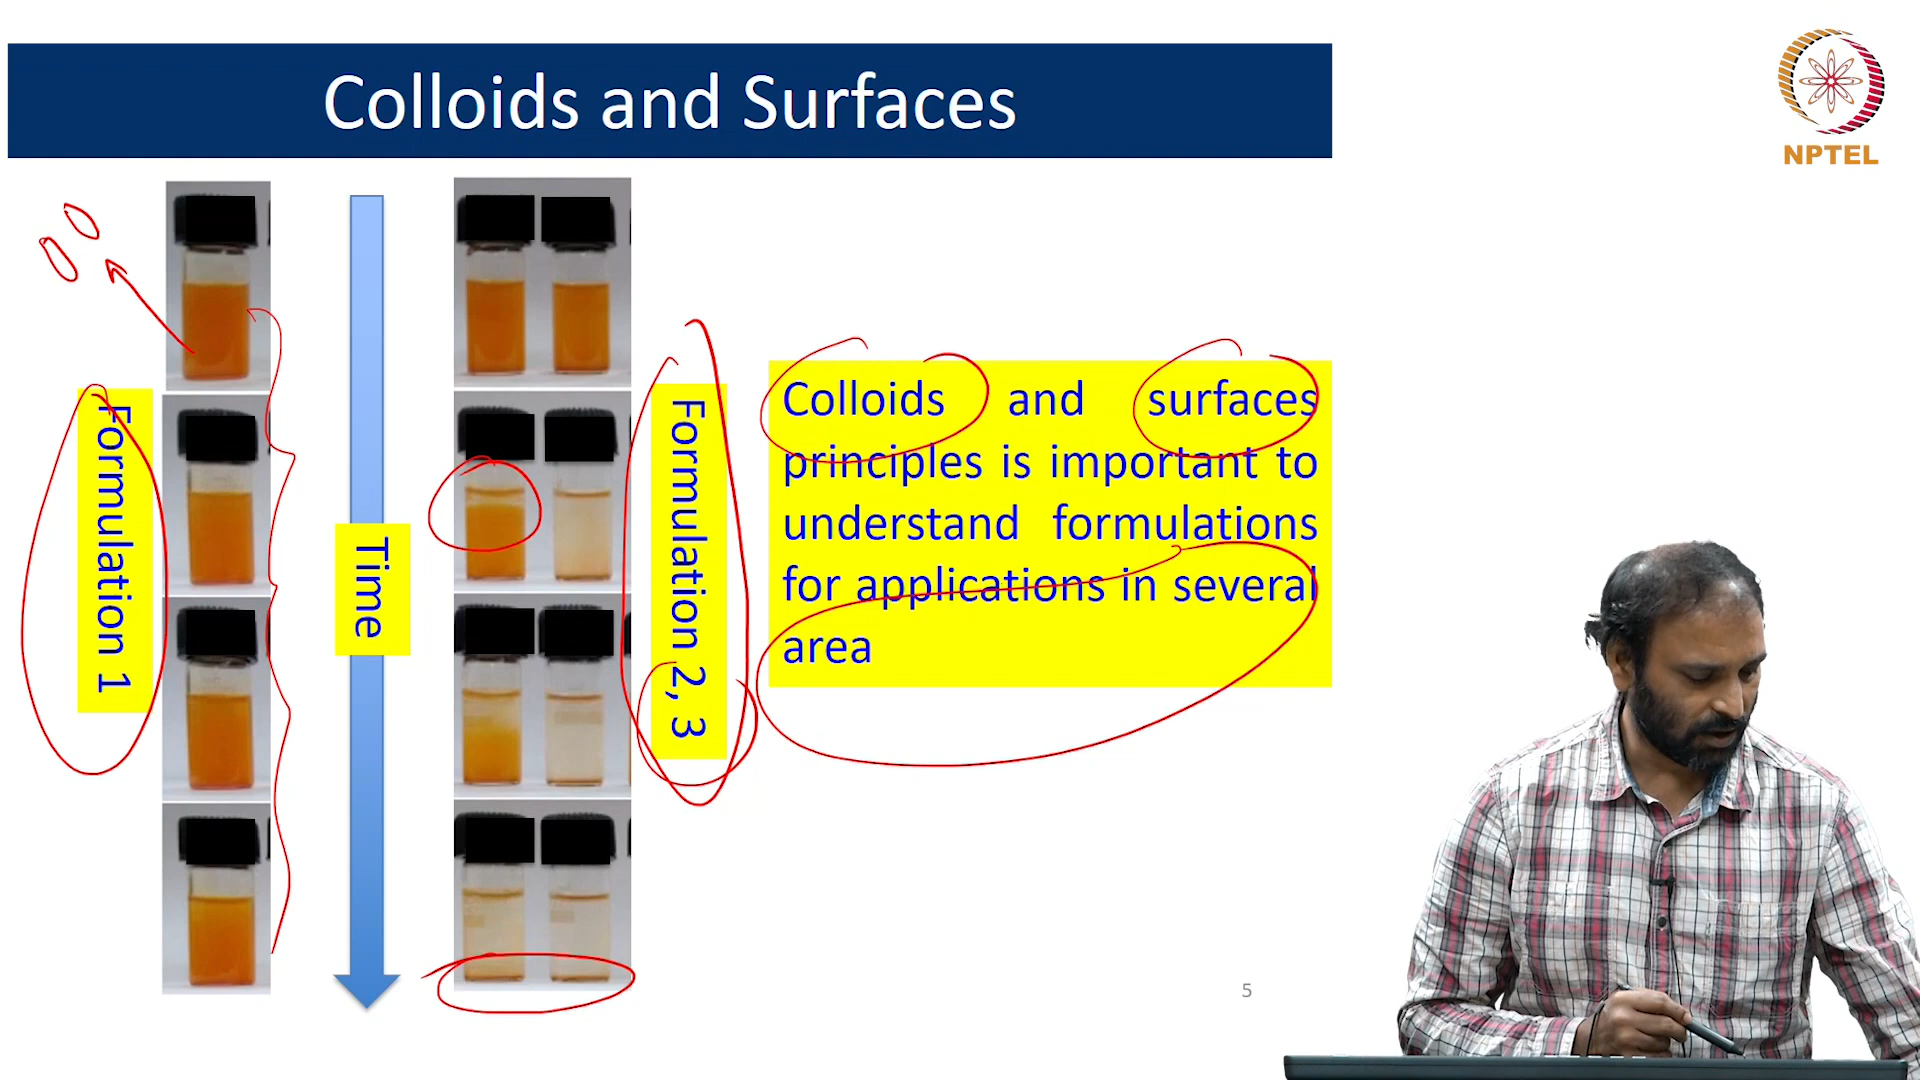 Colloids and Surfaces
NPTEL
Formulation 1
Time
Formulation 2, 3
Colloids and surfaces
principles is important to
understand formulations
for applications in several
area
5